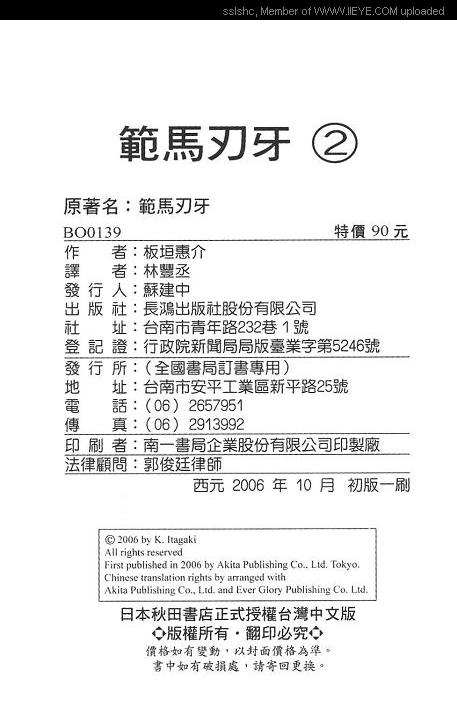 sslshc, Member of WWW.IIEYE.COM uploaded
範馬刃牙 ②
原著名：範馬刃牙
BO0139 特價 90 元
作者：板垣惠介
譯者：林豐丞
發行人：蘇建中
出版社：長鴻出版社股份有限公司
社址：台南市青年路232巷1號
登記證：行政院新聞局局版臺業字第5246號
發行所：（全國書局訂書專用）
地址：台南市安平工業區新平路25號
電話：（06）2657951
傳真：（06）2913992
印刷者：南一書局企業股份有限公司印製廠
法律顧問：郭俊廷律師
西元 2006 年 10 月 初版一刷
© 2006 by K. Itagaki
All rights reserved
First published in 2006 by Akita Publishing Co., Ltd. Tokyo.
Chinese translation rights by arranged with
Akita Publishing Co., Ltd. and Ever Glory Publishing Co. Ltd.
日本秋田書店正式授權台灣中文版
◇版權所有・翻印必究◇
價格如有變動，以封面價格為準。
書中如有破損處，請寄回更換。